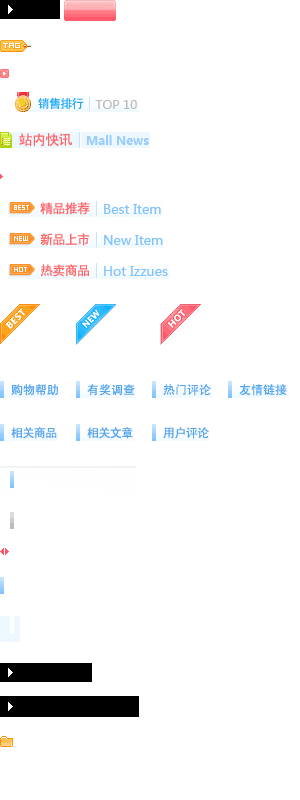 TAG
销售排行 TOP 10
站内快讯 Mall News
BEST 精品推荐 Best Item
NEW 新品上市 New Item
HOT 热卖商品 Hot Izzues
BEST NEW HOT
购物帮助 有奖调查 热门评论 友情链接
相关商品 相关文章 用户评论